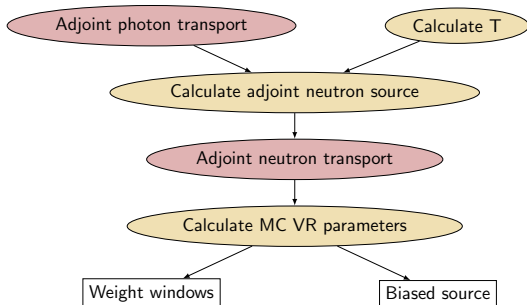 Adjoint photon transport
Calculate T
Calculate adjoint neutron source
Adjoint neutron transport
Calculate MC VR parameters
Weight windows
Biased source